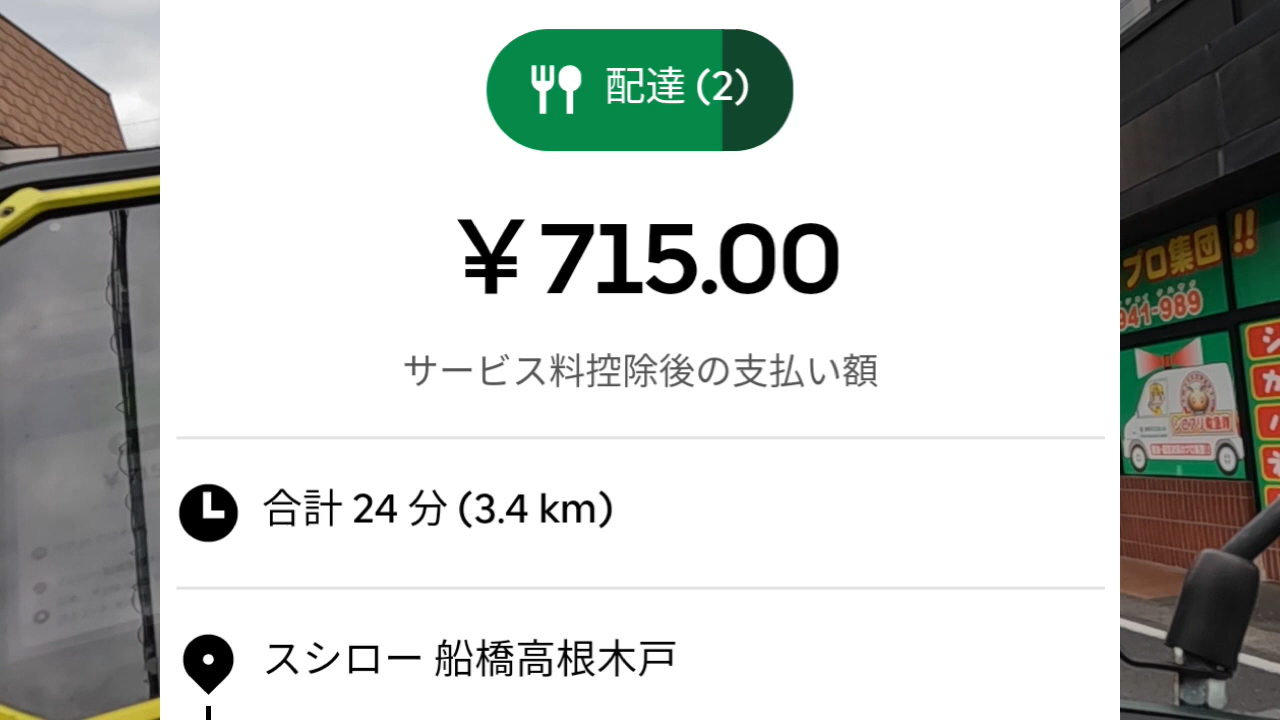 配達 (2)
￥715.00
サービス料控除後の支払い額
合計 24 分 (3.4 km)
スシロー 船橋高根木戸
プロ集団!!
941-989